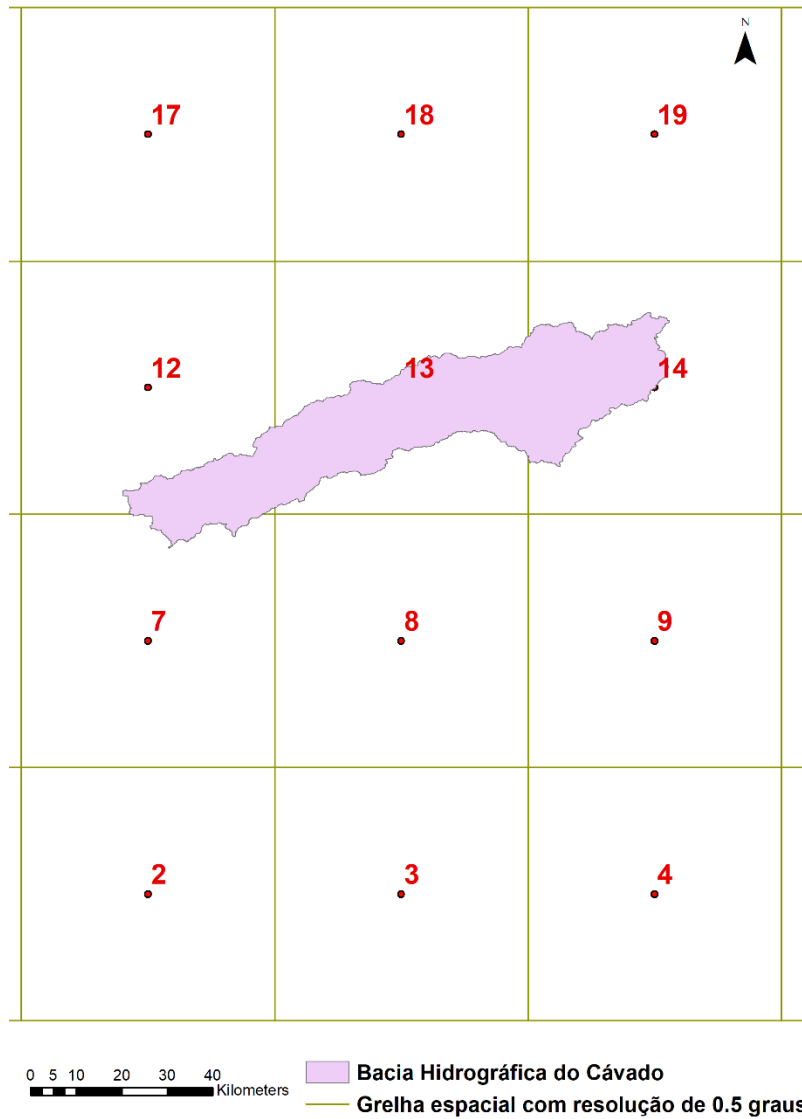 N
17 18 19
12 13 14
7 8 9
2 3 4
0 5 10 20 30 40
Kilometers
Bacia Hidrográfica do Cávado
Grelha espacial com resolução de 0.5 graus